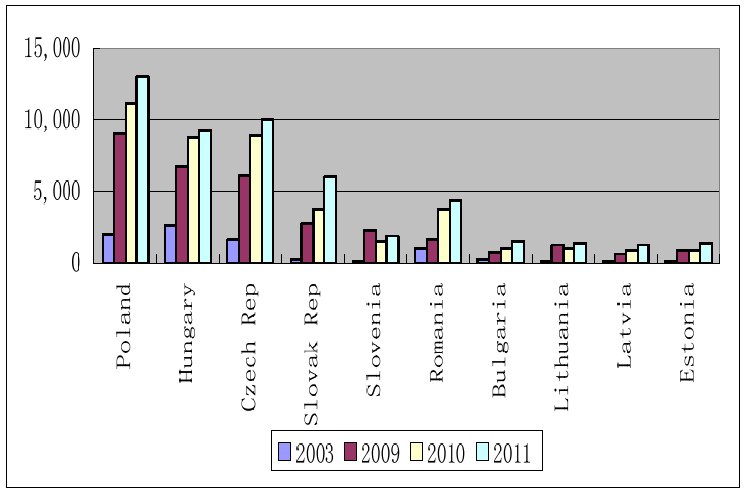 15,000
10,000
5,000
0
Poland
Hungary
Czech Rep
Slovak Rep
Slovenia
Romania
Bulgaria
Lithuania
Latvia
Estonia
2003 2009 2010 2011